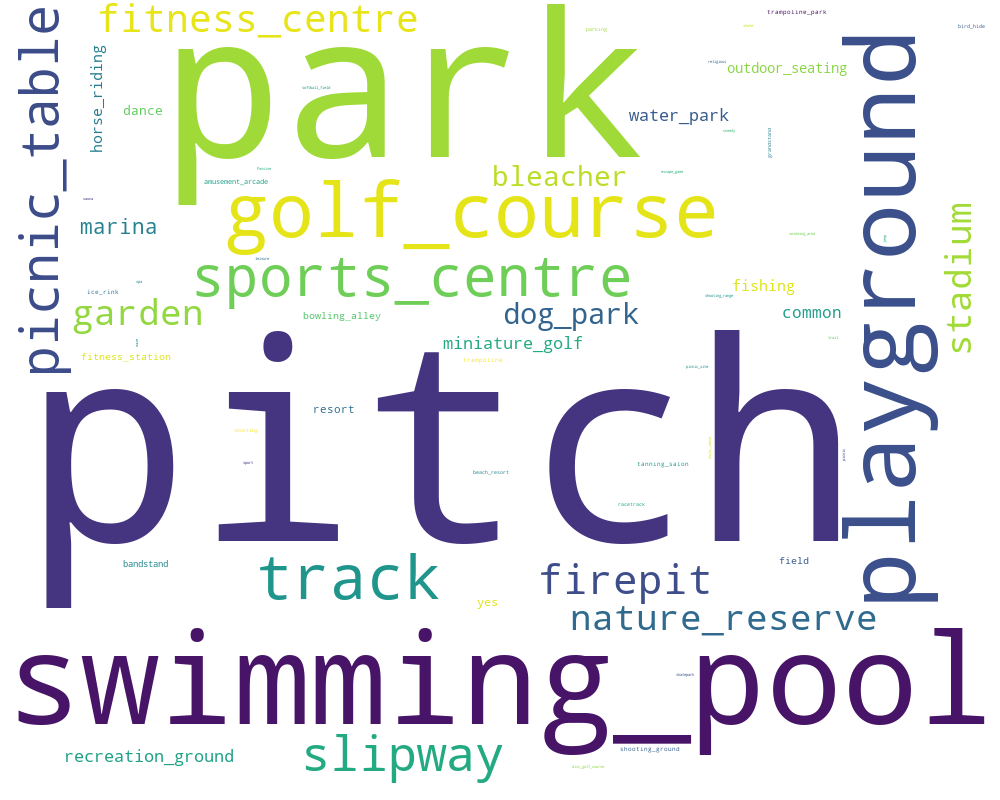 fitness_centre
trampoline_park
bird_hide
picnic_table
park
playground
horse_riding
outdoor_seating
dance
water_park
bleacher
amusement_arcade
golf_course
marina
stadium
sports_centre
fishing
ice_rink
garden
bowling_alley
dog_park
common
miniature_golf
fitness_station
trampoline
pitch
resort
beach_resort
tanning_salon
racetrack
track
bandstand
firepit
field
yes
nature_reserve
swimming_pool
slipway
recreation_ground
shooting_ground